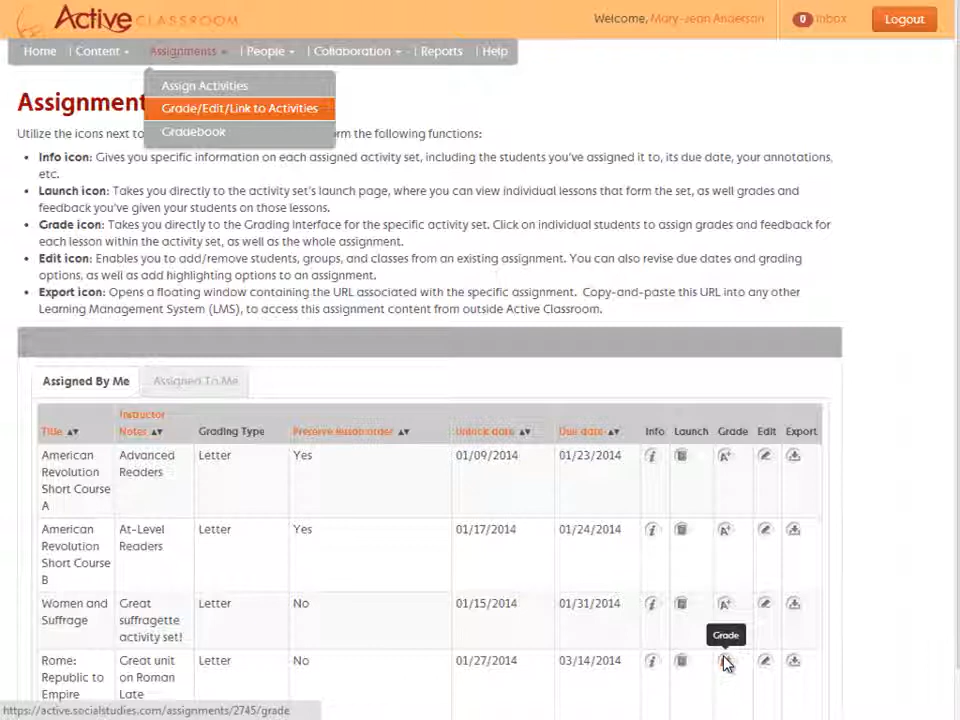 Active CLASSROOM
Welcome, Mary-Jean Anderson
0 Inbox
Logout
Home | Content | Assignments | People | Collaboration | Reports | Help
Assign Activities
Grade/Edit/Link to Activities
Gradebook
Assignment
Utilize the icons next to
rm the following functions:
• Info icon: Gives you specific information on each assigned activity set, including the students you've assigned it to, its due date, your annotations,
etc.
• Launch icon: Takes you directly to the activity set's launch page, where you can view individual lessons that form the set, as well grades and
feedback you've given your students on those lessons.
• Grade icon: Takes you directly to the Grading Interface for the specific activity set. Click on individual students to assign grades and feedback for
each lesson within the activity set, as well as the whole assignment.
• Edit icon: Enables you to add/remove students, groups, and classes from an existing assignment. You can also revise due dates and grading
options, as well as add highlighting options to an assignment.
• Export icon: Opens a floating window containing the URL associated with the specific assignment. Copy-and-paste this URL into any other
Learning Management System (LMS), to access this assignment content from outside Active Classroom.
Assigned By Me
Assigned To Me
Title
Instructor
Notes
Grading Type
Preserve lesson order
Unlock date
Due date
Info
Launch
Grade
Edit
Export
American
Revolution
Short Course
A
Advanced
Readers
Letter
Yes
01/09/2014
01/23/2014
American
Revolution
Short Course
B
At-Level
Readers
Letter
Yes
01/17/2014
01/24/2014
Women and
Suffrage
Great
suffragette
activity set!
Letter
No
01/15/2014
01/31/2014
Grade
Rome:
Republic to
Empire
Great unit
on Roman
Late
Letter
No
01/27/2014
03/14/2014
https://active.socialstudies.com/assignments/2745/grade